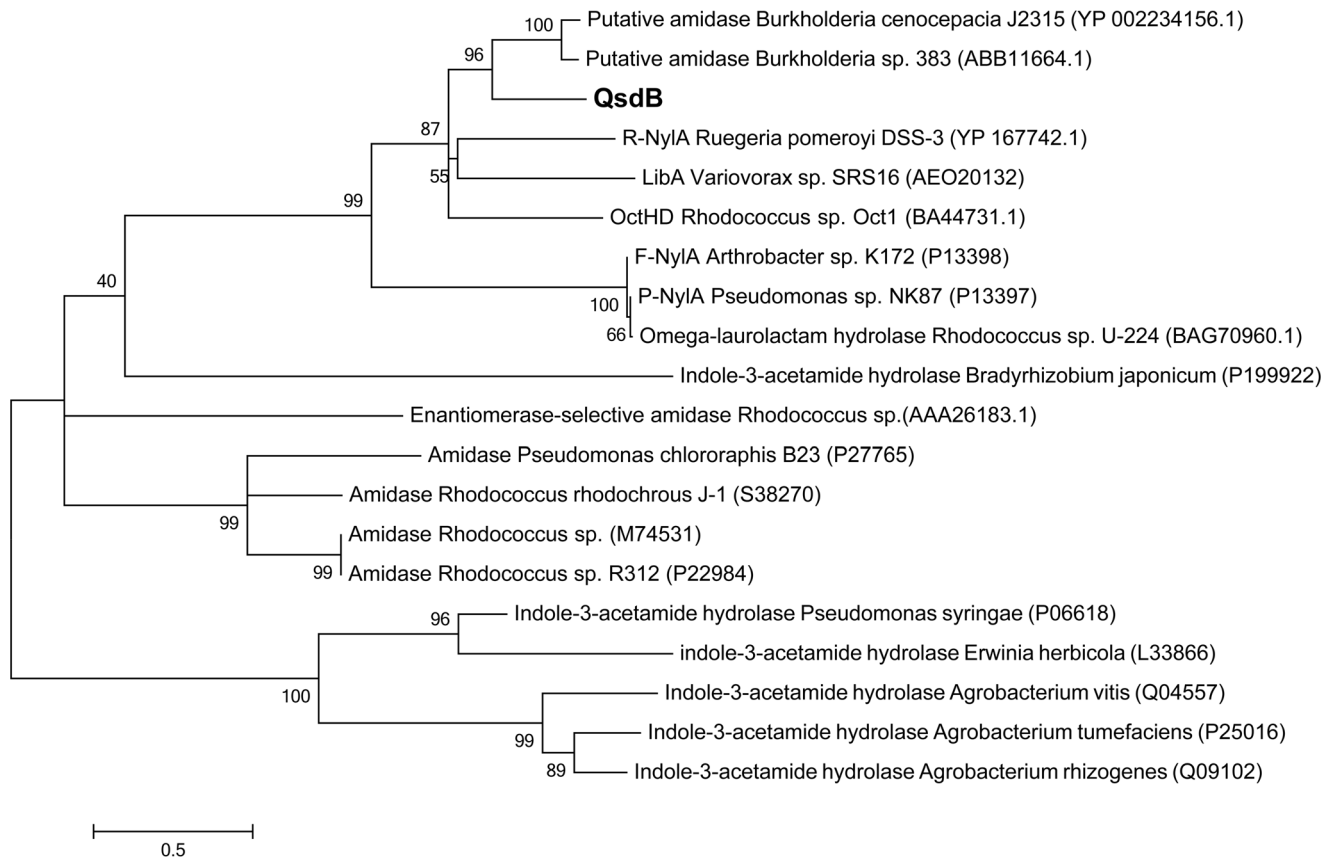 100
Putative amidase Burkholderia cenocepacia J2315 (YP 002234156.1)
96
Putative amidase Burkholderia sp. 383 (ABB11664.1)
QsdB
87
R-NylA Ruegeria pomeroyi DSS-3 (YP 167742.1)
55
LibA Variovorax sp. SRS16 (AEO20132)
99
OctHD Rhodococcus sp. Oct1 (BA44731.1)
F-NylA Arthrobacter sp. K172 (P13398)
40
100
P-NylA Pseudomonas sp. NK87 (P13397)
66
Omega-laurolactam hydrolase Rhodococcus sp. U-224 (BAG70960.1)
Indole-3-acetamide hydrolase Bradyrhizobium japonicum (P199922)
Enantiomerase-selective amidase Rhodococcus sp.(AAA26183.1)
Amidase Pseudomonas chlororaphis B23 (P27765)
Amidase Rhodococcus rhodochrous J-1 (S38270)
99
Amidase Rhodococcus sp. (M74531)
99
Amidase Rhodococcus sp. R312 (P22984)
96
Indole-3-acetamide hydrolase Pseudomonas syringae (P06618)
indole-3-acetamide hydrolase Erwinia herbicola (L33866)
100
Indole-3-acetamide hydrolase Agrobacterium vitis (Q04557)
99
Indole-3-acetamide hydrolase Agrobacterium tumefaciens (P25016)
89
Indole-3-acetamide hydrolase Agrobacterium rhizogenes (Q09102)
0.5